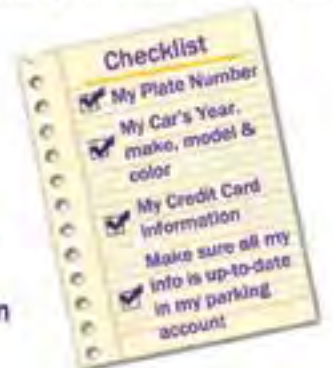 Checklist
My Plate Number
My Car's Year,
make, model &
color
My Credit Card
Information
Make sure all my
info is up-to-date
in my parking
account
n